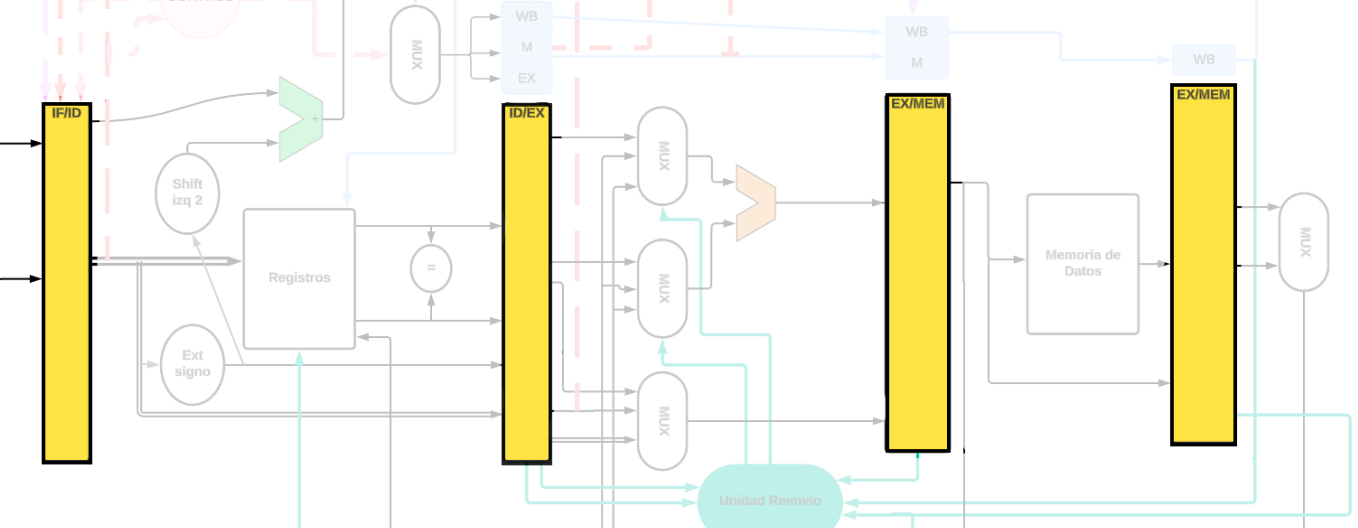 WB
M
EX
MUX
WB
M
WB
IF/ID
+
ID/EX
EX/MEM
EX/MEM
Shift
izq 2
MUX
Registros
=
MUX
Memoria de
Datos
MUX
Ext
signo
MUX
Unidad Reenvío